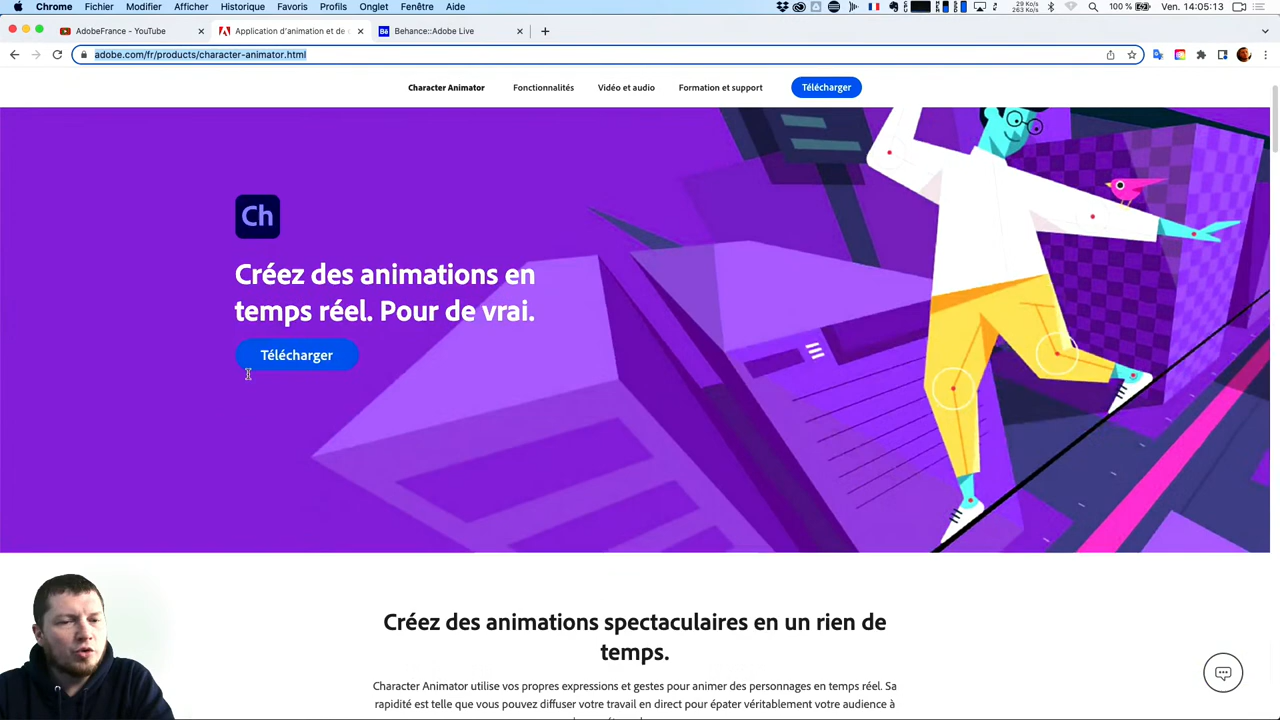 Chrome Fichier Modifier Afficher Historique Favoris Profils Onglet Fenêtre Aide
29 Ko
263 Ko
100 % Ven. 14:05:13
AdobeFrance - YouTube
Application d'animation et de
Behance::Adobe Live
adobe.com/fr/products/character-animator.html
Character Animator Fonctionnalités Vidéo et audio Formation et support Télécharger
Ch
Créez des animations en
temps réel. Pour de vrai.
Télécharger
Créez des animations spectaculaires en un rien de
temps.
Character Animator utilise vos propres expressions et gestes pour animer des personnages en temps réel. Sa
rapidité est telle que vous pouvez diffuser votre travail en direct pour épater véritablement votre audience à